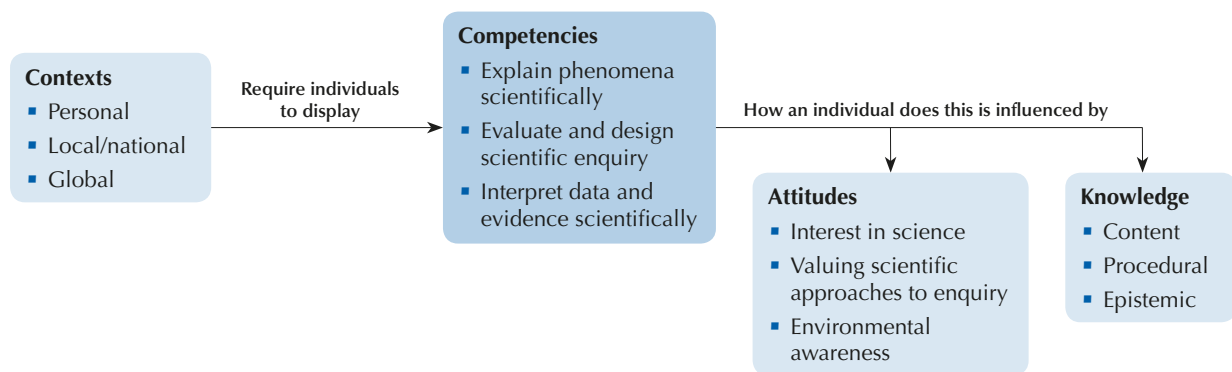 Contexts
▪ Personal
▪ Local/national
▪ Global
Require individuals
to display
Competencies
▪ Explain phenomena
scientifically
▪ Evaluate and design
scientific enquiry
▪ Interpret data and
evidence scientifically
How an individual does this is influenced by
Attitudes
▪ Interest in science
▪ Valuing scientific
approaches to enquiry
▪ Environmental
awareness
Knowledge
▪ Content
▪ Procedural
▪ Epistemic